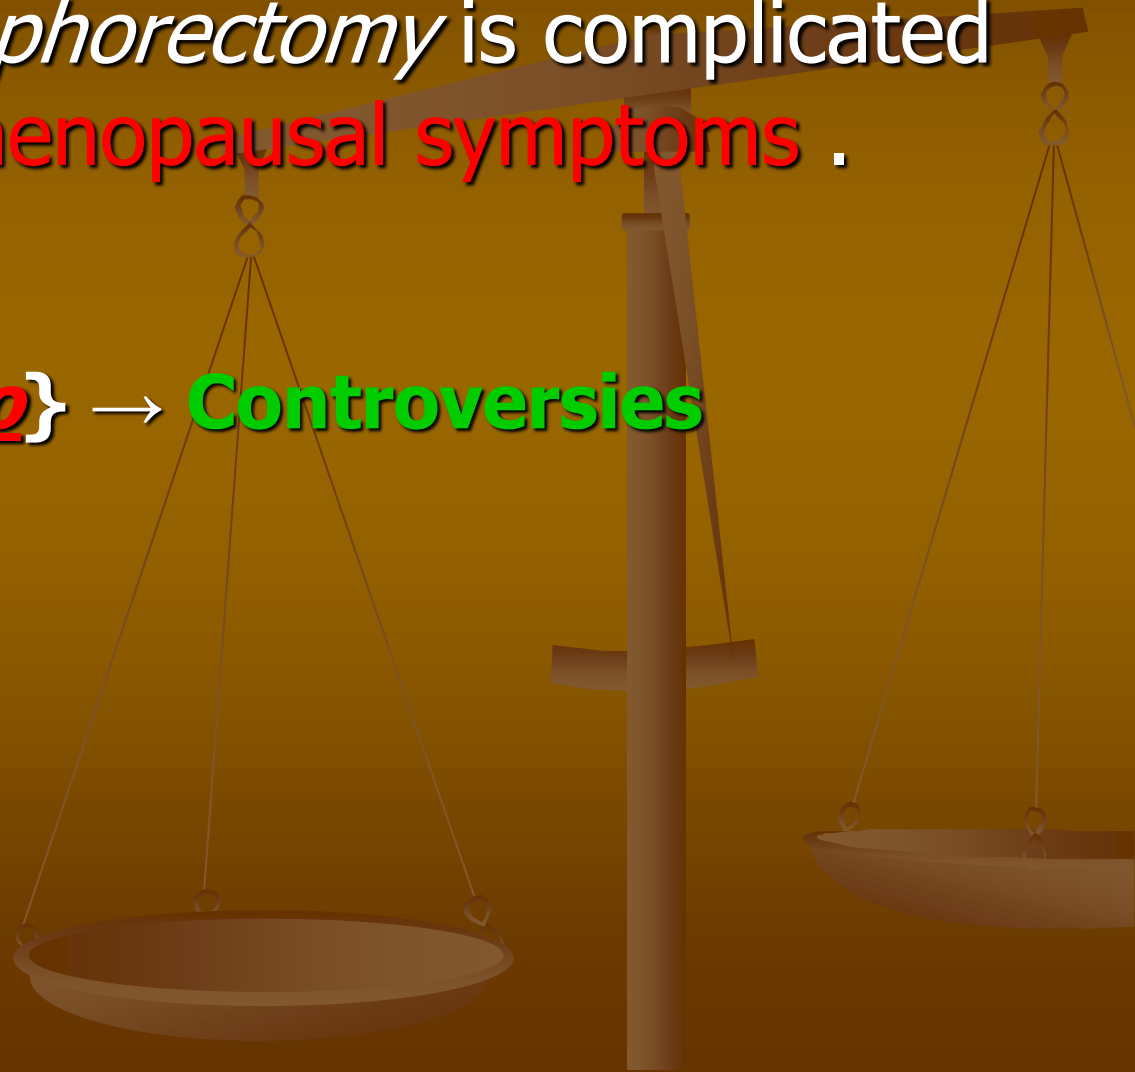 phorectomy is complicated
enopausal symptoms .
o} → Controversies